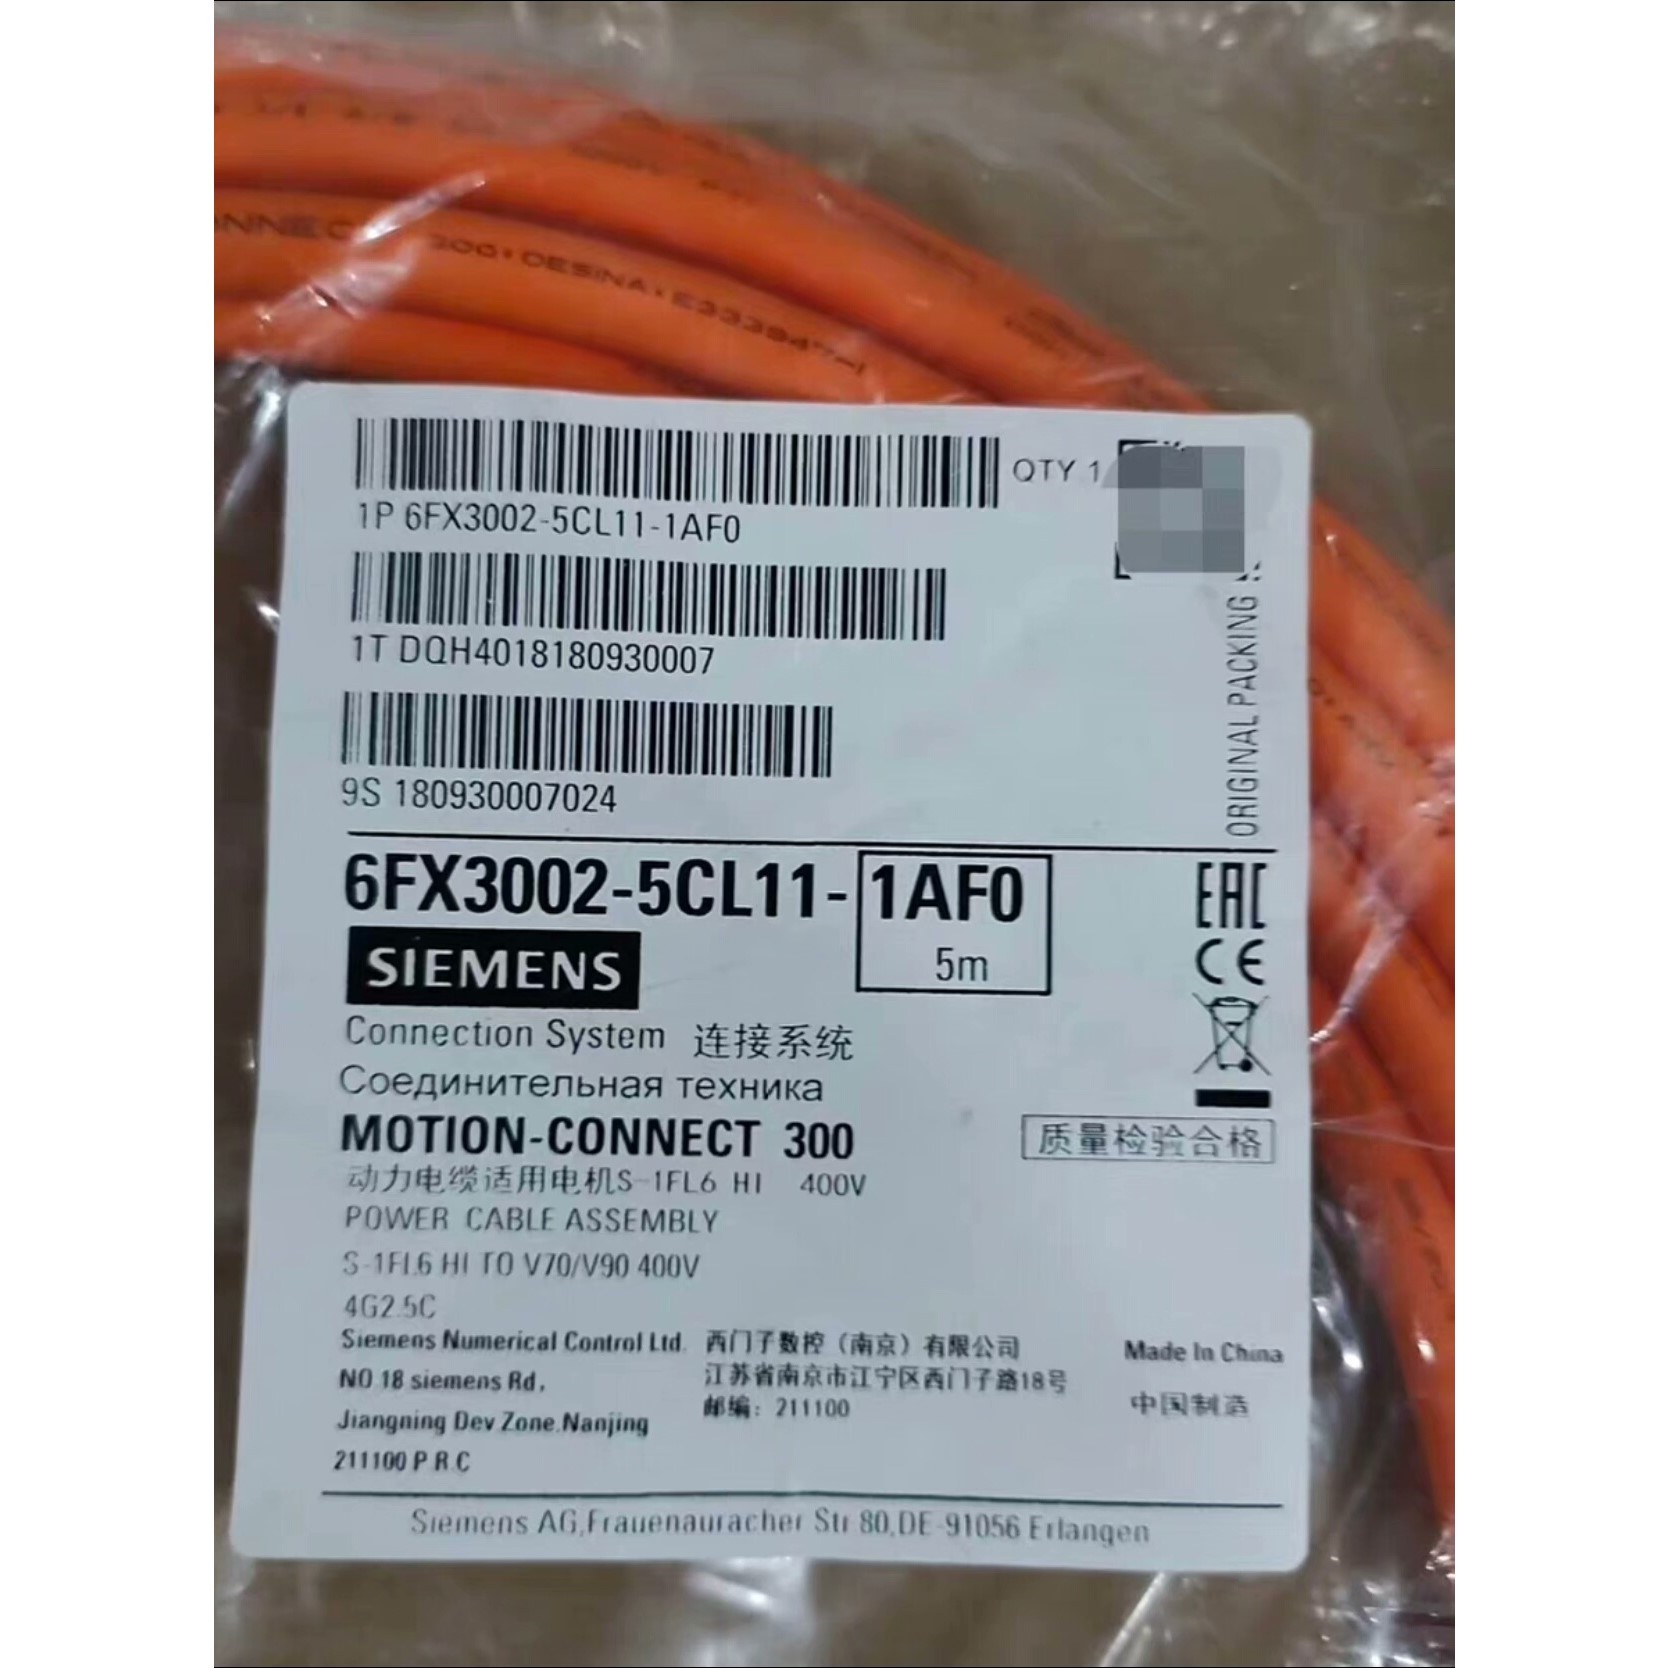 300 · DESINA · E333947
1P 6FX3002-5CL11-1AF0
QTY 1
1T DQH4018180930007
9S 180930007024
ORIGINAL PACKING
6FX3002-5CL11-1AF0
5m
EAC
CE
SIEMENS
Connection System 连接系统
Соединительная техника
MOTION-CONNECT 300
质量检验合格
动力电缆适用电机S-1FL6 HI 400V
POWER CABLE ASSEMBLY
S-1FL6 HI TO V70/V90 400V
4G2.5C
Siemens Numerical Control Ltd. 西门子数控（南京）有限公司
Made In China
NO 18 siemens Rd, 江苏省南京市江宁区西门子路18号
中国制造
Jiangning Dev Zone.Nanjing 邮编：211100
211100 P R C
Siemens AG,Frauenauracher Str 80,DE-91056 Erlangen